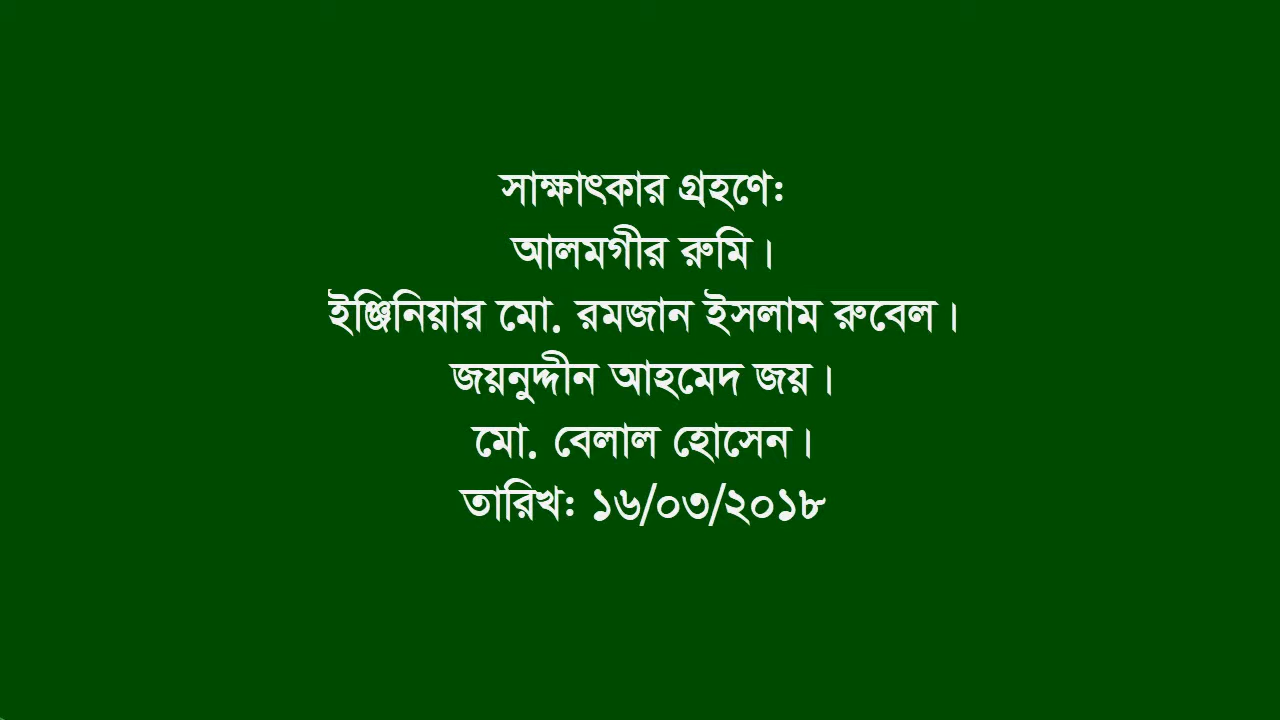 সাক্ষাৎকার গ্রহণে:
আলমগীর রুমি।
ইঞ্জিনিয়ার মো. রমজান ইসলাম রুবেল।
জয়নুদ্দীন আহমেদ জয়।
মো. বেলাল হোসেন।
তারিখ: ১৬/০৩/২০১৮